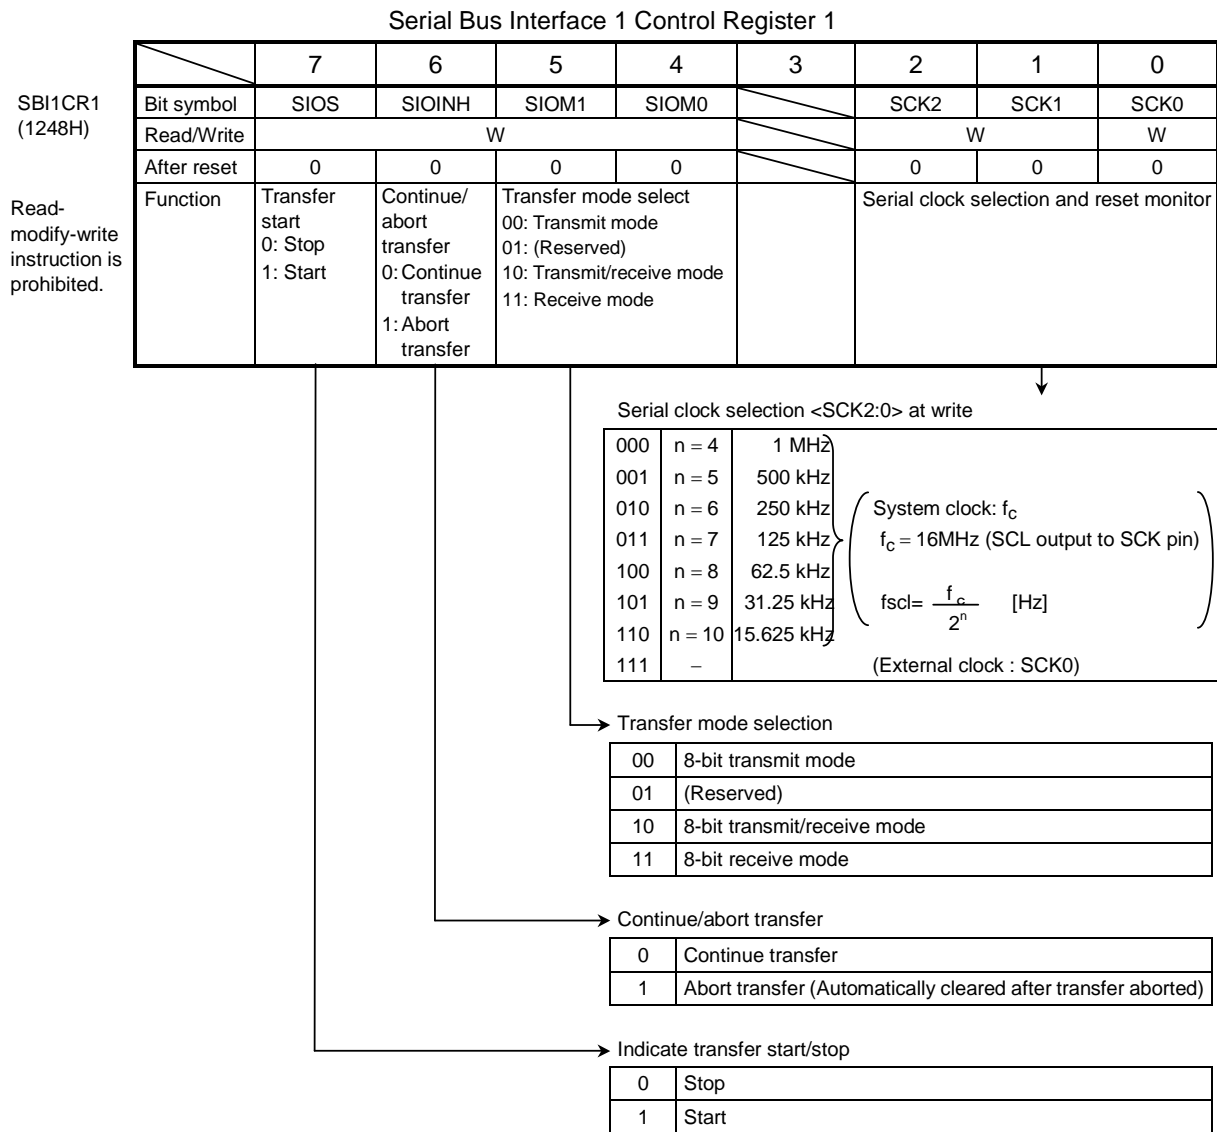 Serial Bus Interface 1 Control Register 1
7 6 5 4 3 2 1 0
SBI1CR1
(1248H)
Bit symbol SIOS SIOINH SIOM1 SIOM0 SCK2 SCK1 SCK0
Read/Write W W W
After reset 0 0 0 0 0 0 0
Read-
modify-write
instruction is
prohibited.
Function
Transfer
start
0: Stop
1: Start
Continue/
abort
transfer
0: Continue
transfer
1: Abort
transfer
Transfer mode select
00: Transmit mode
01: (Reserved)
10: Transmit/receive mode
11: Receive mode
Serial clock selection and reset monitor
Serial clock selection <SCK2:0> at write
000 n = 4 1 MHz
001 n = 5 500 kHz
010 n = 6 250 kHz
011 n = 7 125 kHz
100 n = 8 62.5 kHz
101 n = 9 31.25 kHz
110 n = 10 15.625 kHz
111 − (External clock : SCK0)
System clock: fc
fc = 16MHz (SCL output to SCK pin)
fscl= fc / 2^n [Hz]
Transfer mode selection
00 8-bit transmit mode
01 (Reserved)
10 8-bit transmit/receive mode
11 8-bit receive mode
Continue/abort transfer
0 Continue transfer
1 Abort transfer (Automatically cleared after transfer aborted)
Indicate transfer start/stop
0 Stop
1 Start